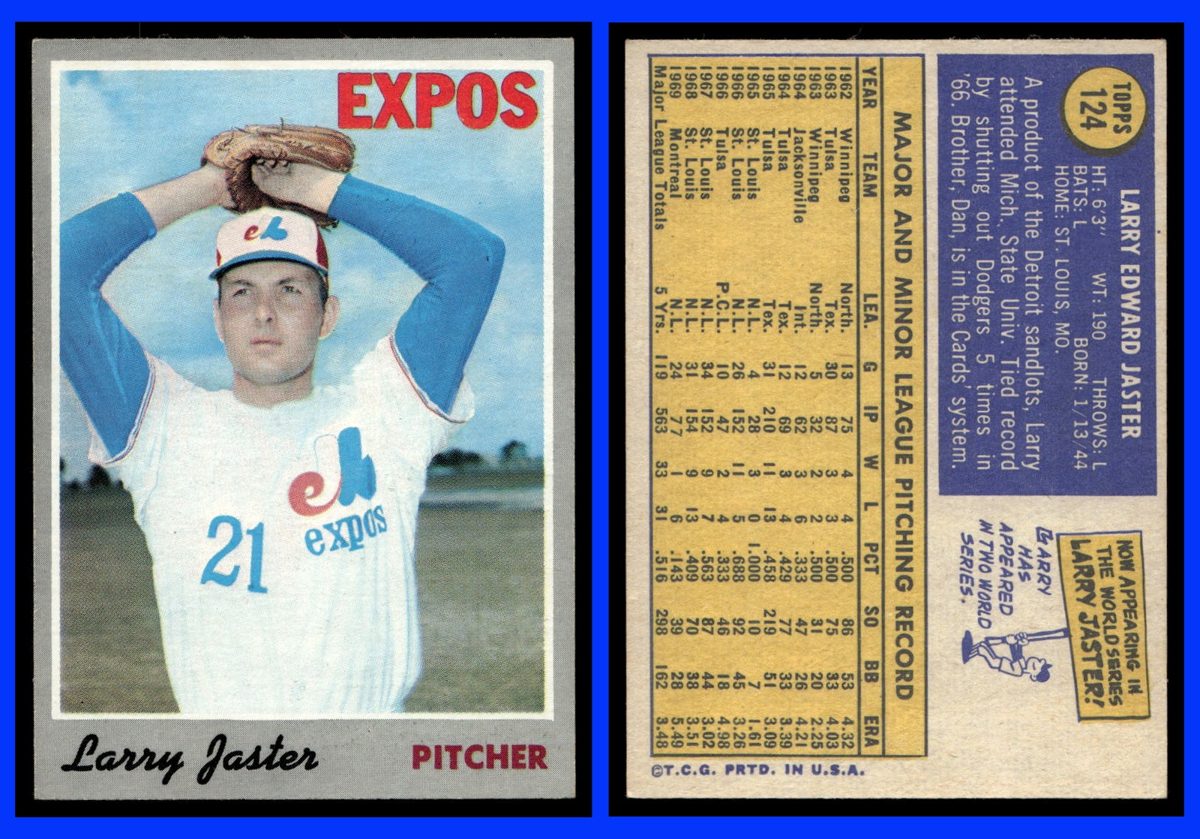 EXPOS
eb
eb
expos
21
Larry Jaster
PITCHER
TOPPS
124
LARRY EDWARD JASTER
HT: 6'3" WT: 190 THROWS: L
BATS: L BORN: 1/13/44
HOME: ST. LOUIS, MO.
A product of the Detroit sandlots, Larry
attended Mich. State Univ. Tied record
by shutting out Dodgers 5 times in
'66. Brother, Dan, is in the Cards' system.
NOW APPEARING IN
THE WORLD SERIES
LARRY JASTER!
LARRY
HAS
APPEARED
IN TWO WORLD
SERIES.
MAJOR AND MINOR LEAGUE PITCHING RECORD
YEAR TEAM LEA. G IP W L PCT SO BB ERA
1962 Winnipeg North. 13 75 4 4 .500 86 53 4.32
1963 Tulsa Tex. 30 87 3 3 .500 75 33 4.03
1963 Winnipeg North. 5 32 2 2 .500 31 20 2.25
1964 Jacksonville Int. 12 62 3 6 .333 47 26 4.21
1964 Tulsa Tex. 12 69 3 4 .429 77 33 3.39
1965 Tulsa Tex. 31 210 11 13 .458 219 51 3.09
1965 St. Louis N.L. 4 28 3 0 1.000 10 7 1.61
1966 St. Louis N.L. 26 152 11 5 .688 92 45 3.26
1966 Tulsa P.C.L. 10 47 2 4 .333 46 18 4.98
1967 St. Louis N.L. 34 152 9 7 .563 87 44 3.02
1968 St. Louis N.L. 31 154 9 13 .409 70 38 3.51
1969 Montreal N.L. 24 77 1 6 .143 39 28 5.49
Major League Totals 5 Yrs. 119 563 33 31 .516 298 162 3.48
©T.C.G. PRTD. IN U.S.A.